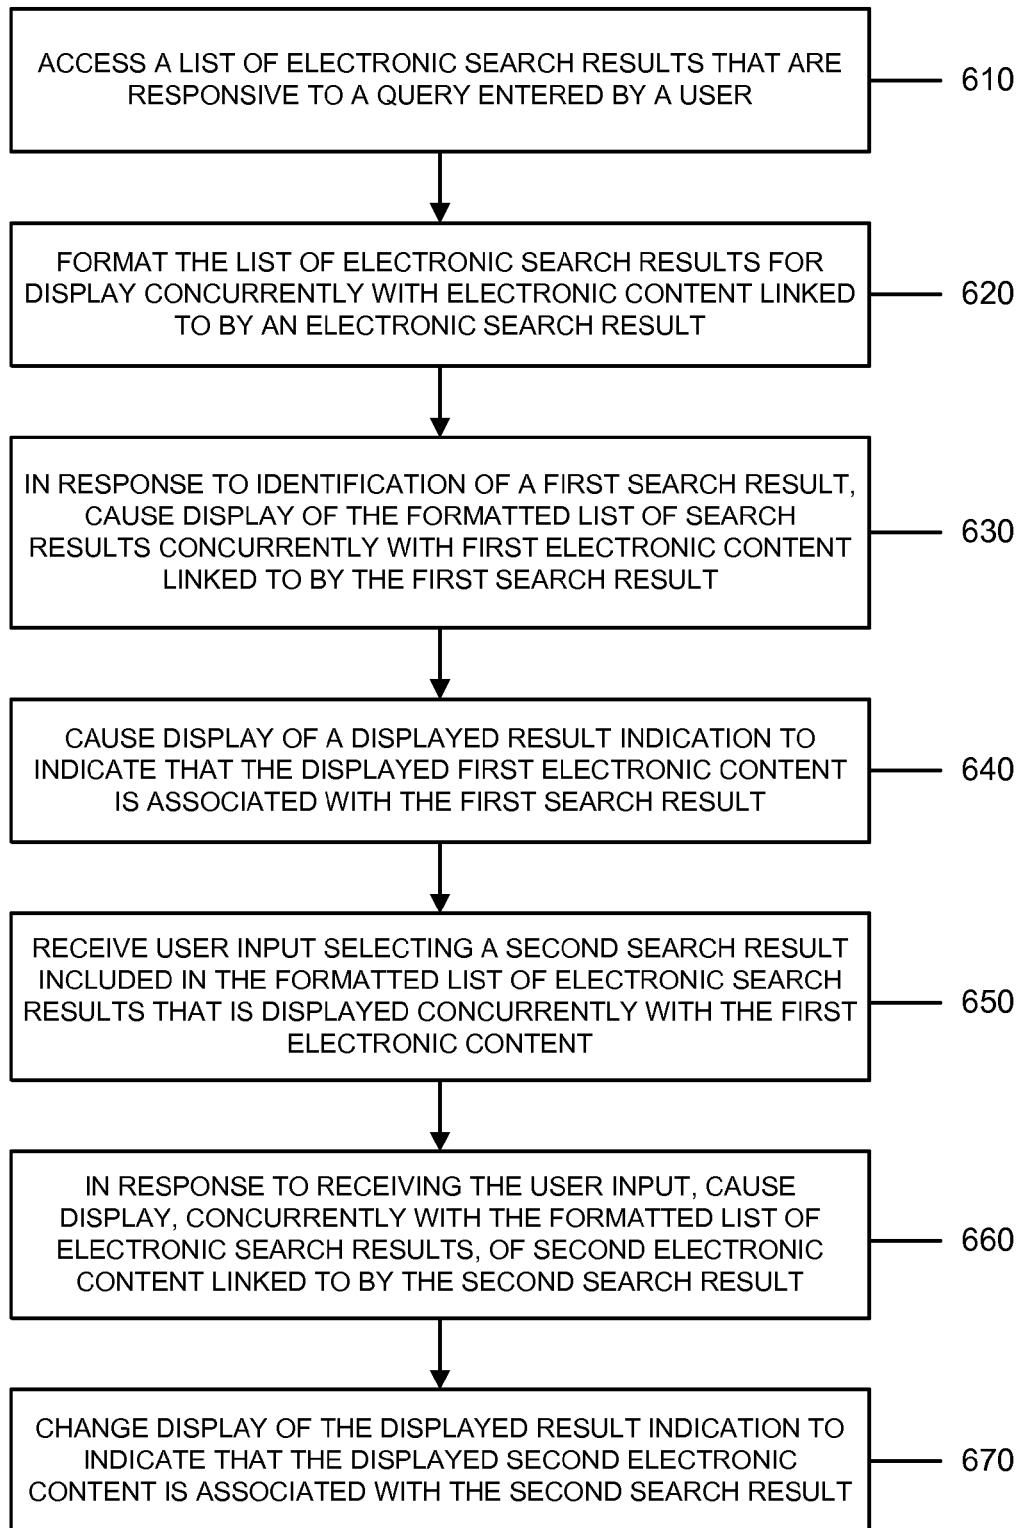 ACCESS A LIST OF ELECTRONIC SEARCH RESULTS THAT ARE
RESPONSIVE TO A QUERY ENTERED BY A USER
610
FORMAT THE LIST OF ELECTRONIC SEARCH RESULTS FOR
DISPLAY CONCURRENTLY WITH ELECTRONIC CONTENT LINKED
TO BY AN ELECTRONIC SEARCH RESULT
620
IN RESPONSE TO IDENTIFICATION OF A FIRST SEARCH RESULT,
CAUSE DISPLAY OF THE FORMATTED LIST OF SEARCH
RESULTS CONCURRENTLY WITH FIRST ELECTRONIC CONTENT
LINKED TO BY THE FIRST SEARCH RESULT
630
CAUSE DISPLAY OF A DISPLAYED RESULT INDICATION TO
INDICATE THAT THE DISPLAYED FIRST ELECTRONIC CONTENT
IS ASSOCIATED WITH THE FIRST SEARCH RESULT
640
RECEIVE USER INPUT SELECTING A SECOND SEARCH RESULT
INCLUDED IN THE FORMATTED LIST OF ELECTRONIC SEARCH
RESULTS THAT IS DISPLAYED CONCURRENTLY WITH THE FIRST
ELECTRONIC CONTENT
650
IN RESPONSE TO RECEIVING THE USER INPUT, CAUSE
DISPLAY, CONCURRENTLY WITH THE FORMATTED LIST OF
ELECTRONIC SEARCH RESULTS, OF SECOND ELECTRONIC
CONTENT LINKED TO BY THE SECOND SEARCH RESULT
660
CHANGE DISPLAY OF THE DISPLAYED RESULT INDICATION TO
INDICATE THAT THE DISPLAYED SECOND ELECTRONIC
CONTENT IS ASSOCIATED WITH THE SECOND SEARCH RESULT
670